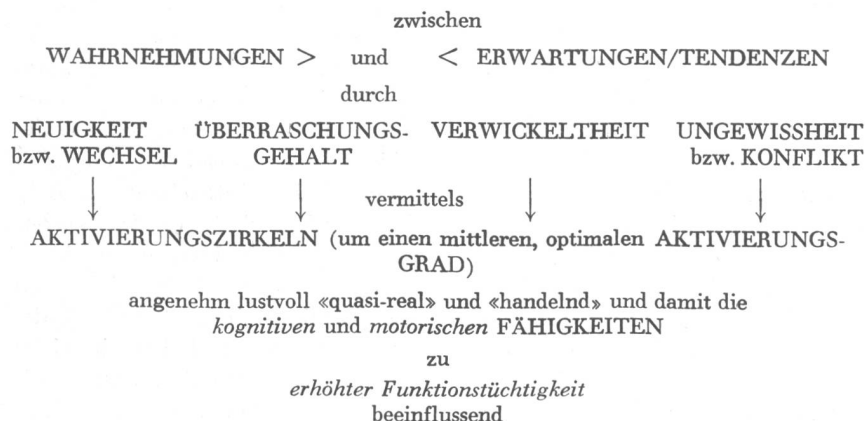 zwischen
WAHRNEHMUNGEN > und < ERWARTUNGEN/TENDENZEN
durch
NEUIGKEIT ÜBERRASCHUNGS- VERWICKELTHEIT UNGEWISSHEIT
bzw. WECHSEL GEHALT bzw. KONFLIKT
vermittels
AKTIVIERUNGSZIRKELN (um einen mittleren, optimalen AKTIVIERUNGS-
GRAD)
angenehm lustvoll «quasi-real» und «handelnd» und damit die
kognitiven und motorischen FÄHIGKEITEN
zu
erhöhter Funktionstüchtigkeit
beeinflussend